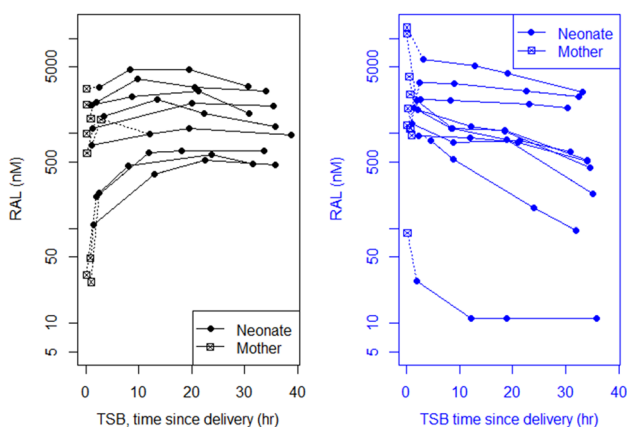 5000
500
50
10
5
RAL (nM)
0 10 20 30 40
TSB, time since delivery (hr)
Neonate
Mother
5000
500
50
10
5
RAL (nM)
0 10 20 30 40
TSB time since delivery (hr)
Neonate
Mother